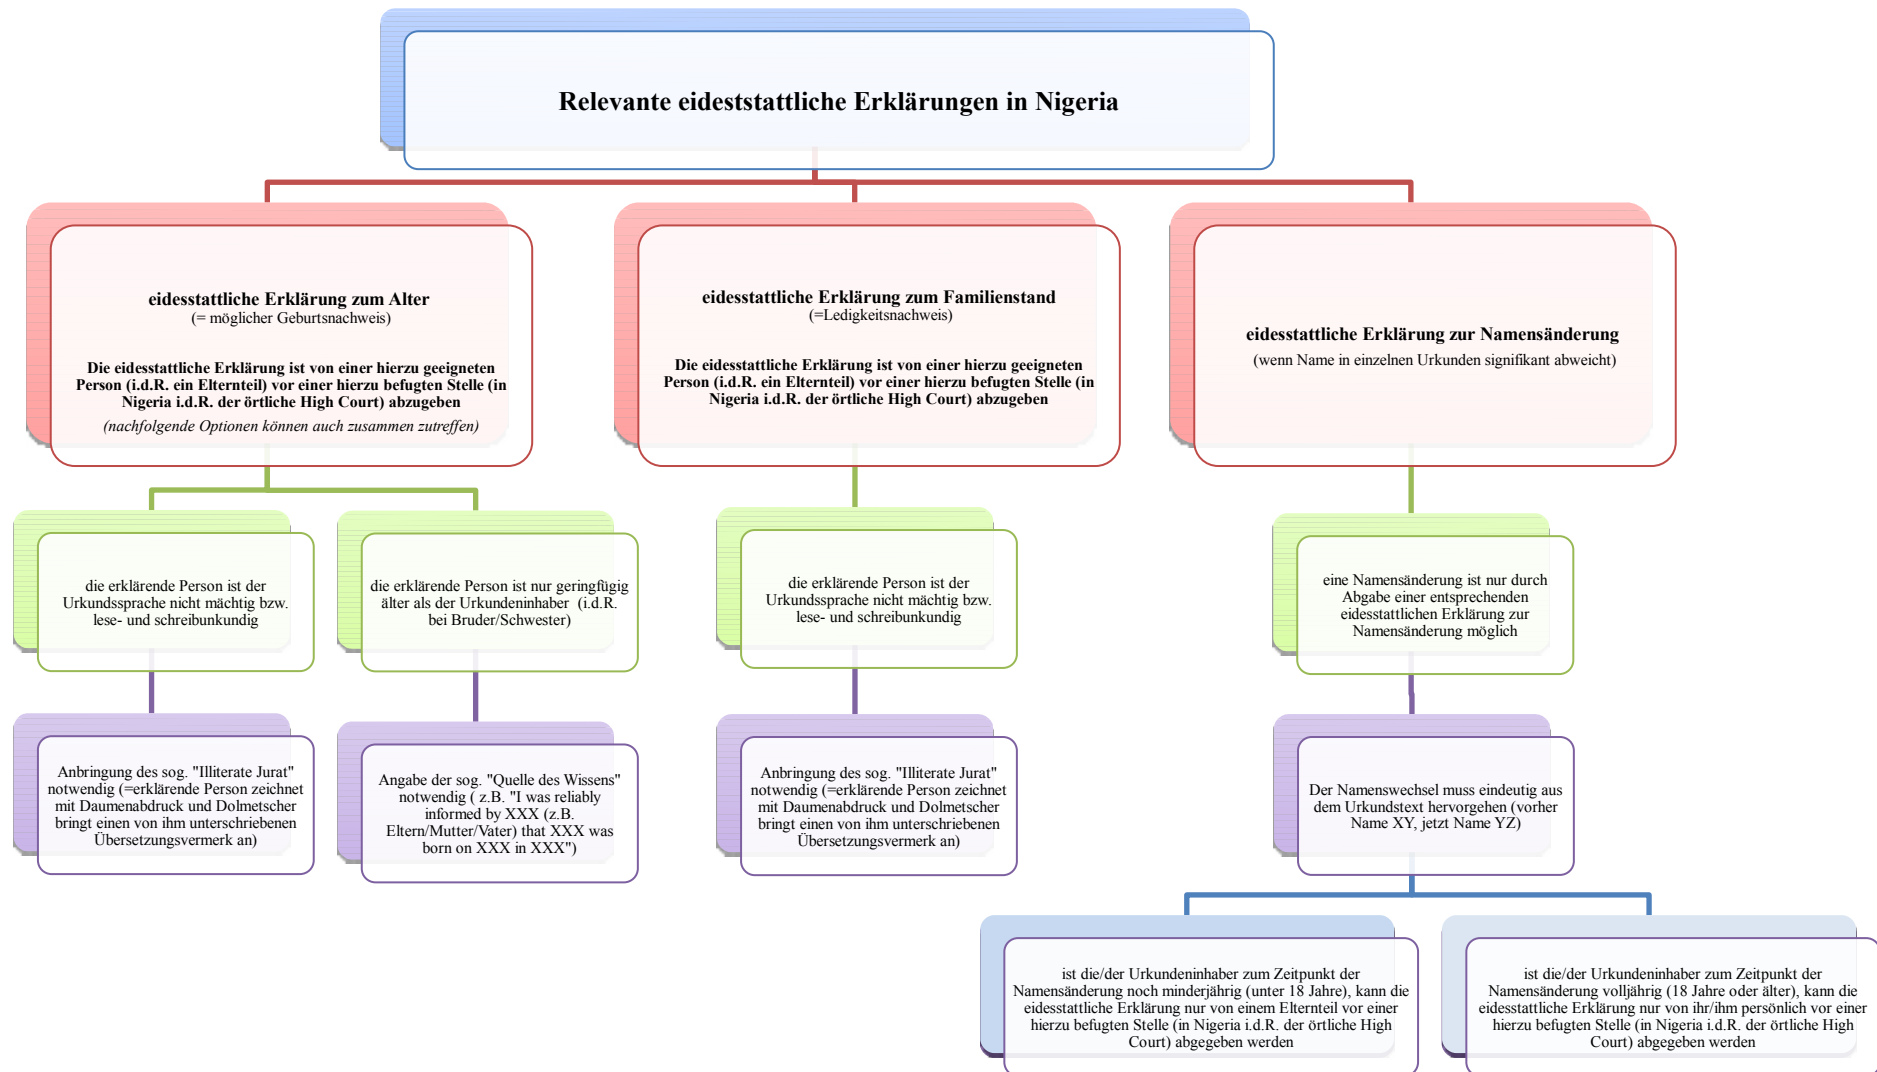 Relevante eideststattliche Erklärungen in Nigeria
eidesstattliche Erklärung zum Alter
(= möglicher Geburtsnachweis)
Die eidesstattliche Erklärung ist von einer hierzu geeigneten
Person (i.d.R. ein Elternteil) vor einer hierzu befugten Stelle (in
Nigeria i.d.R. der örtliche High Court) abzugeben
(nachfolgende Optionen können auch zusammen zutreffen)
eidesstattliche Erklärung zum Familienstand
(=Ledigkeitsnachweis)
Die eidesstattliche Erklärung ist von einer hierzu geeigneten
Person (i.d.R. ein Elternteil) vor einer hierzu befugten Stelle (in
Nigeria i.d.R. der örtliche High Court) abzugeben
eidesstattliche Erklärung zur Namensänderung
(wenn Name in einzelnen Urkunden signifikant abweicht)
die erklärende Person ist der
Urkundssprache nicht mächtig bzw.
lese- und schreibunkundig
die erklärende Person ist nur geringfügig
älter als der Urkundeninhaber (i.d.R.
bei Bruder/Schwester)
die erklärende Person ist der
Urkundssprache nicht mächtig bzw.
lese- und schreibunkundig
eine Namensänderung ist nur durch
Abgabe einer entsprechenden
eidesstattlichen Erklärung zur
Namensänderung möglich
Anbringung des sog. "Illiterate Jurat"
notwendig (=erklärende Person zeichnet
mit Daumenabdruck und Dolmetscher
bringt einen von ihm unterschriebenen
Übersetzungsvermerk an)
Angabe der sog. "Quelle des Wissens"
notwendig ( z.B. "I was reliably
informed by XXX (z.B.
Eltern/Mutter/Vater) that XXX was
born on XXX in XXX")
Anbringung des sog. "Illiterate Jurat"
notwendig (=erklärende Person zeichnet
mit Daumenabdruck und Dolmetscher
bringt einen von ihm unterschriebenen
Übersetzungsvermerk an)
Der Namenswechsel muss eindeutig aus
dem Urkundstext hervorgehen (vorher
Name XY, jetzt Name YZ)
ist die/der Urkundeninhaber zum Zeitpunkt der
Namensänderung noch minderjährig (unter 18 Jahre), kann die
eidesstattliche Erklärung nur von einem Elternteil vor einer
hierzu befugten Stelle (in Nigeria i.d.R. der örtliche High
Court) abgegeben werden
ist die/der Urkundeninhaber zum Zeitpunkt der
Namensänderung volljährig (18 Jahre oder älter), kann die
eidesstattliche Erklärung nur von ihr/ihm persönlich vor einer
hierzu befugten Stelle (in Nigeria i.d.R. der örtliche High
Court) abgegeben werden